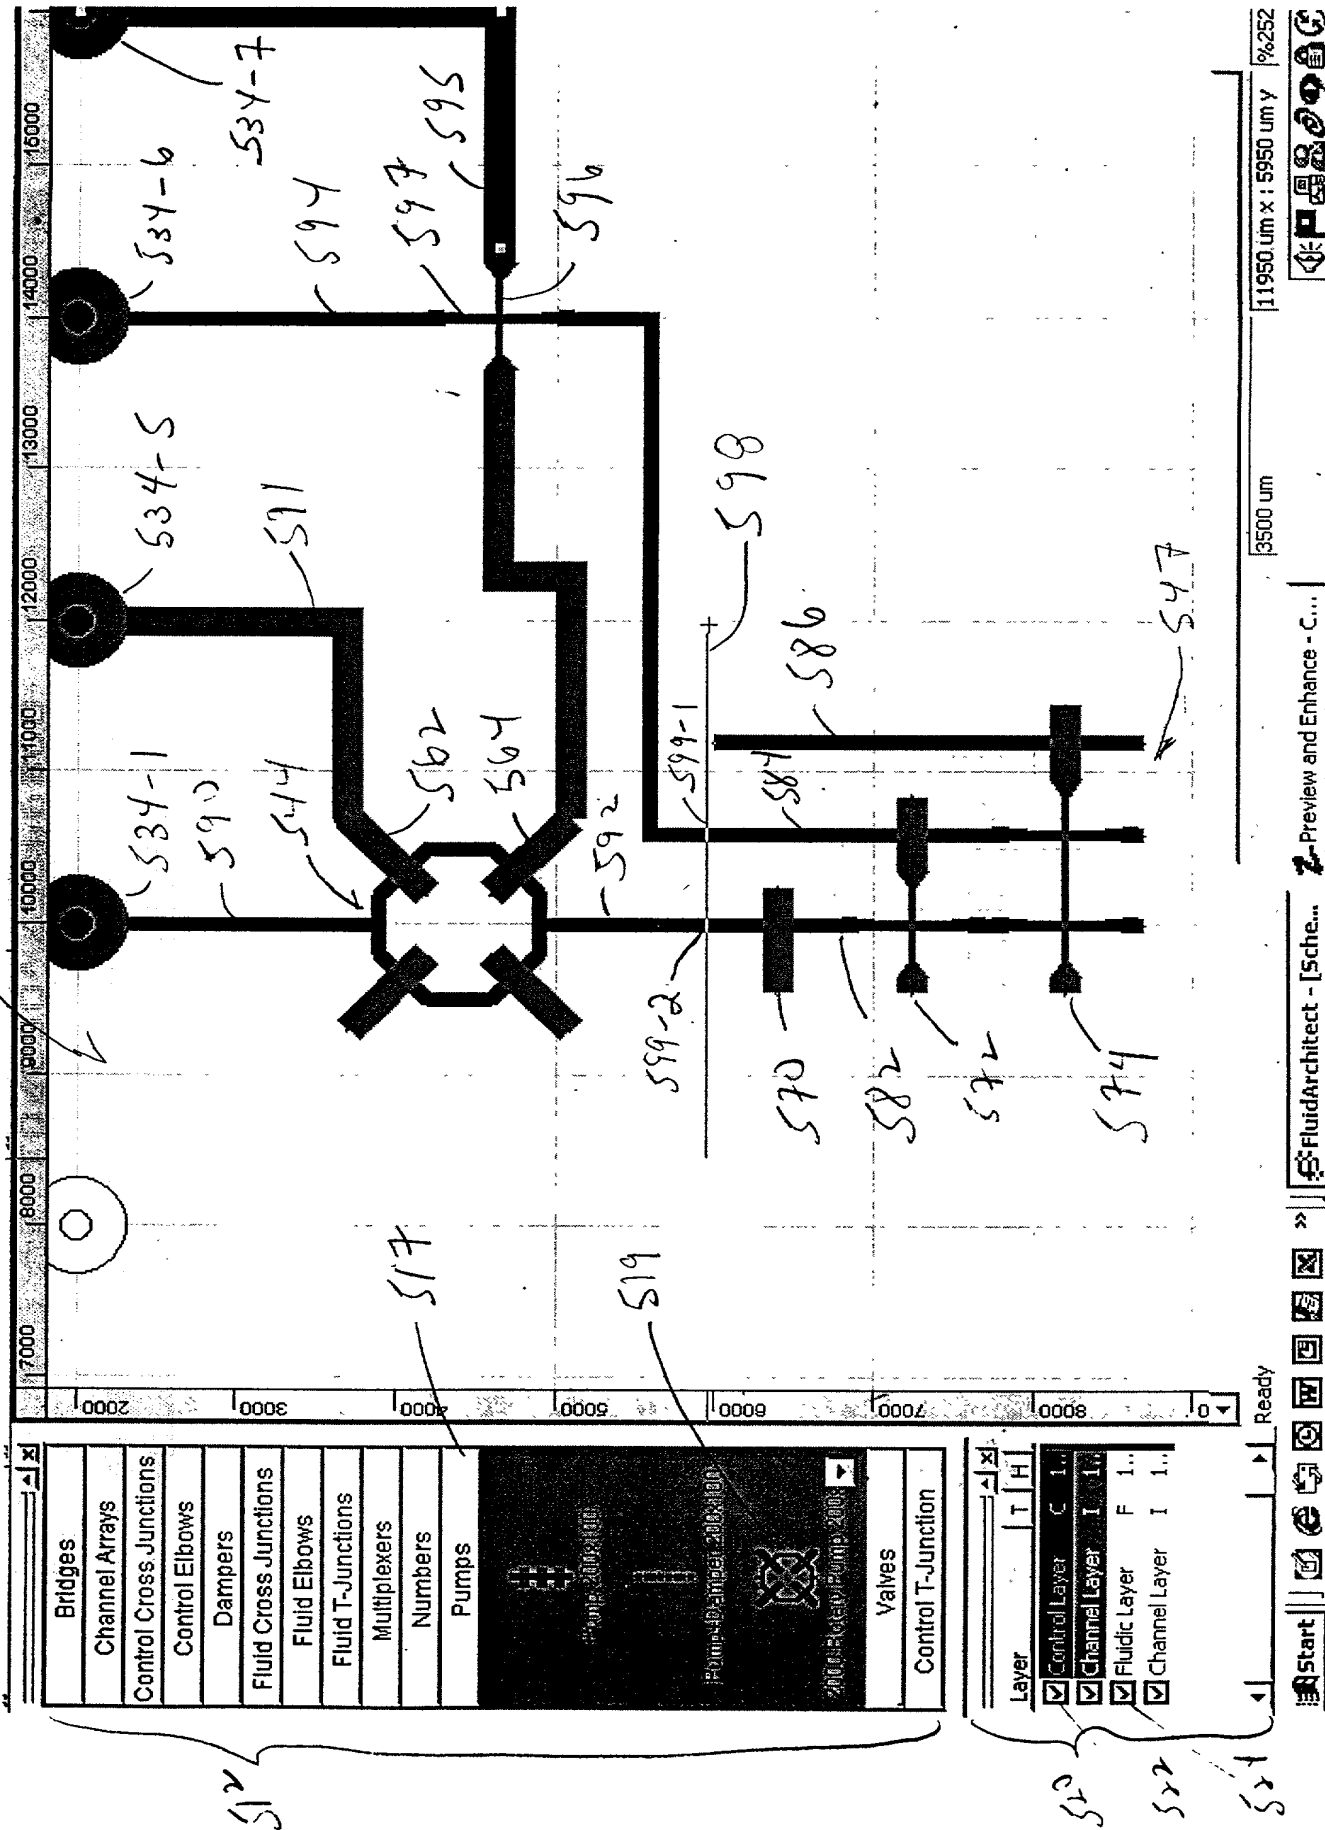 Bridges
Channel Arrays
Control Cross Junctions
Control Elbows
Dampers
Fluid Cross Junctions
Fluid Elbows
Fluid T-Junctions
Multiplexers
Numbers
Pumps
Valves
Control T-Junction
Layer T H
Control Layer C 1..
Channel Layer I 1..
Fluidic Layer F 1..
Channel Layer I 1..
7000 8000 9000 10000 11000 12000 13000 14000 16000
2000
3000
4000
5000
6000
7000
8000
0
534-1
534-5
534-6
534-7
590
591
594
595
597
596
544
562
564
592
599-1
599-2
598
584
586
570
582
572
574
547
517
519
512
520
522
524
Ready
3500 um
11950 um x : 5950 um y
%252
Start
»
FluidArchitect - [Sche...
Preview and Enhance - C...